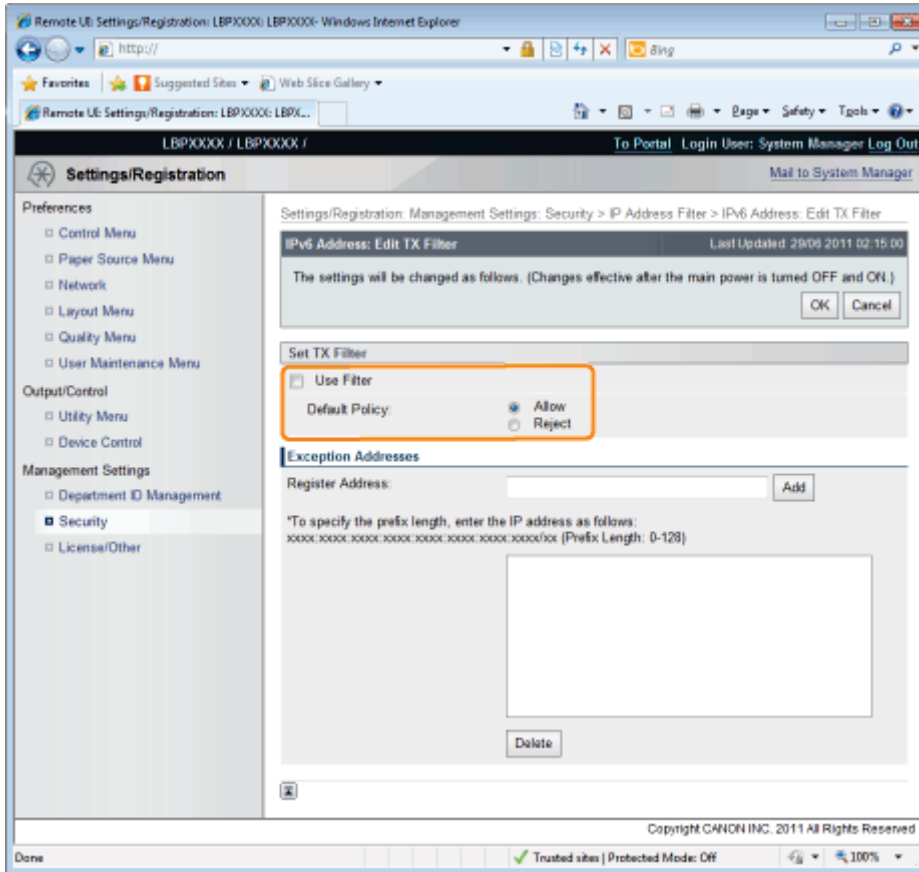 Remote UI: Settings/Registration: LBPXXXX: LBPXXXX- Windows Internet Explorer
http://
Bing
Favorites Suggested Sites Web Slice Gallery
Remote UI: Settings/Registration: LBPXXXX: LBPX...
Page Safety Tools
LBPXXXX / LBPXXXX /
To Portal Login User: System Manager Log Out
Settings/Registration
Mail to System Manager
Preferences
Control Menu
Paper Source Menu
Network
Layout Menu
Quality Menu
User Maintenance Menu
Output/Control
Utility Menu
Device Control
Management Settings
Department ID Management
Security
License/Other
Settings/Registration: Management Settings: Security > IP Address Filter > IPv6 Address: Edit TX Filter
IPv6 Address: Edit TX Filter
Last Updated: 29/06 2011 02:15:00
The settings will be changed as follows. (Changes effective after the main power is turned OFF and ON.)
OK Cancel
Set TX Filter
Use Filter
Default Policy:
Allow
Reject
Exception Addresses
Register Address:
Add
*To specify the prefix length, enter the IP address as follows:
xxxx:xxxx:xxxx:xxxx:xxxx:xxxx:xxxx:xxxx/xx (Prefix Length: 0-128)
Delete
Copyright CANON INC. 2011 All Rights Reserved
Done
Trusted sites | Protected Mode: Off
100%